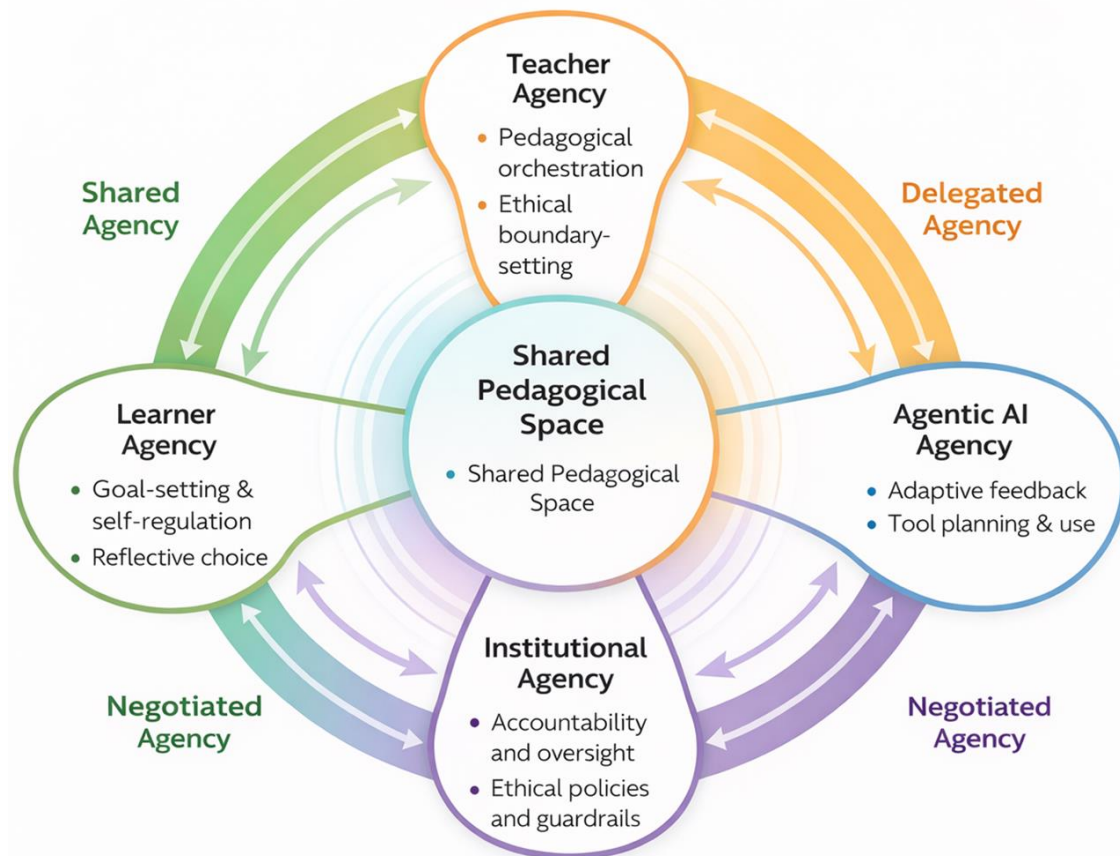 Teacher
Agency
• Pedagogical
orchestration
• Ethical
boundary-
setting
Shared
Agency
Delegated
Agency
Shared
Pedagogical
Space
• Shared Pedagogical
Space
Learner
Agency
• Goal-setting &
self-regulation
• Reflective choice
Agentic AI
Agency
• Adaptive feedback
• Tool planning & use
Institutional
Agency
• Accountability
and oversight
• Ethical policies
and guardrails
Negotiated
Agency
Negotiated
Agency